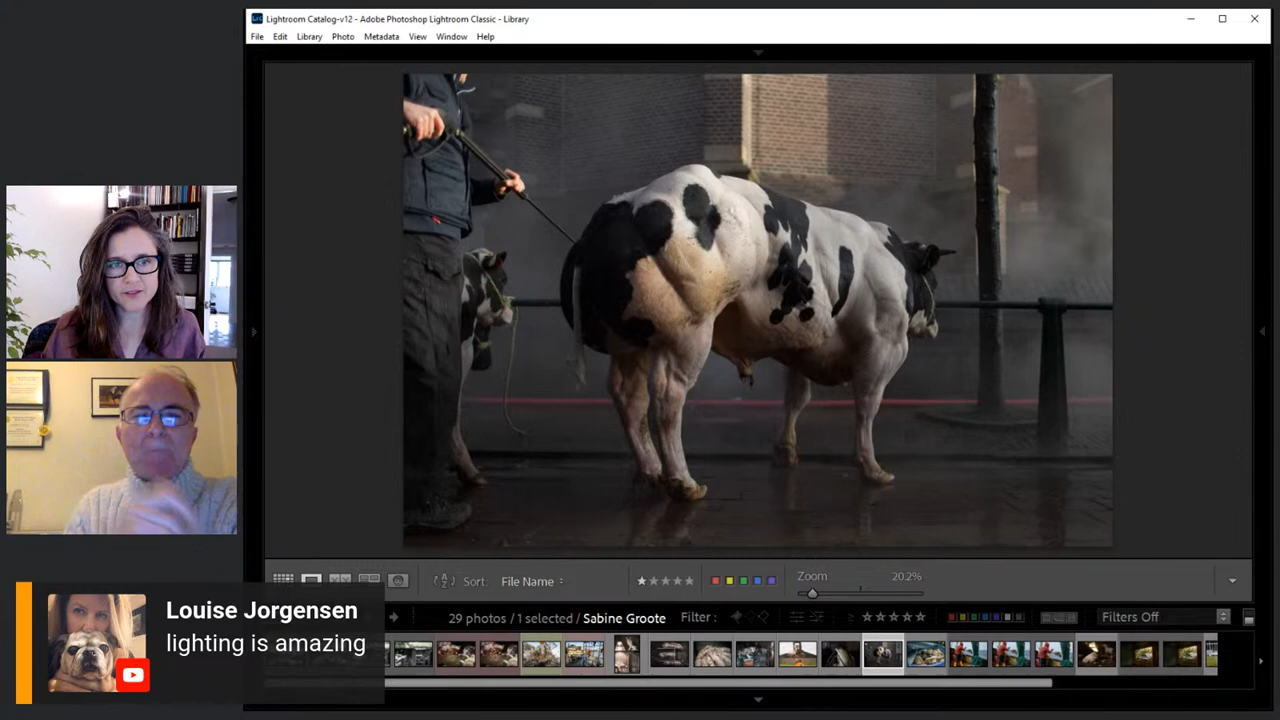 Lightroom Catalog-v12 - Adobe Photoshop Lightroom Classic - Library
File Edit Library Photo Metadata View Window Help
Sort: File Name
Zoom 20.2%
29 photos / 1 selected / Sabine Groote
Filter :
Filters Off
Louise Jorgensen
lighting is amazing